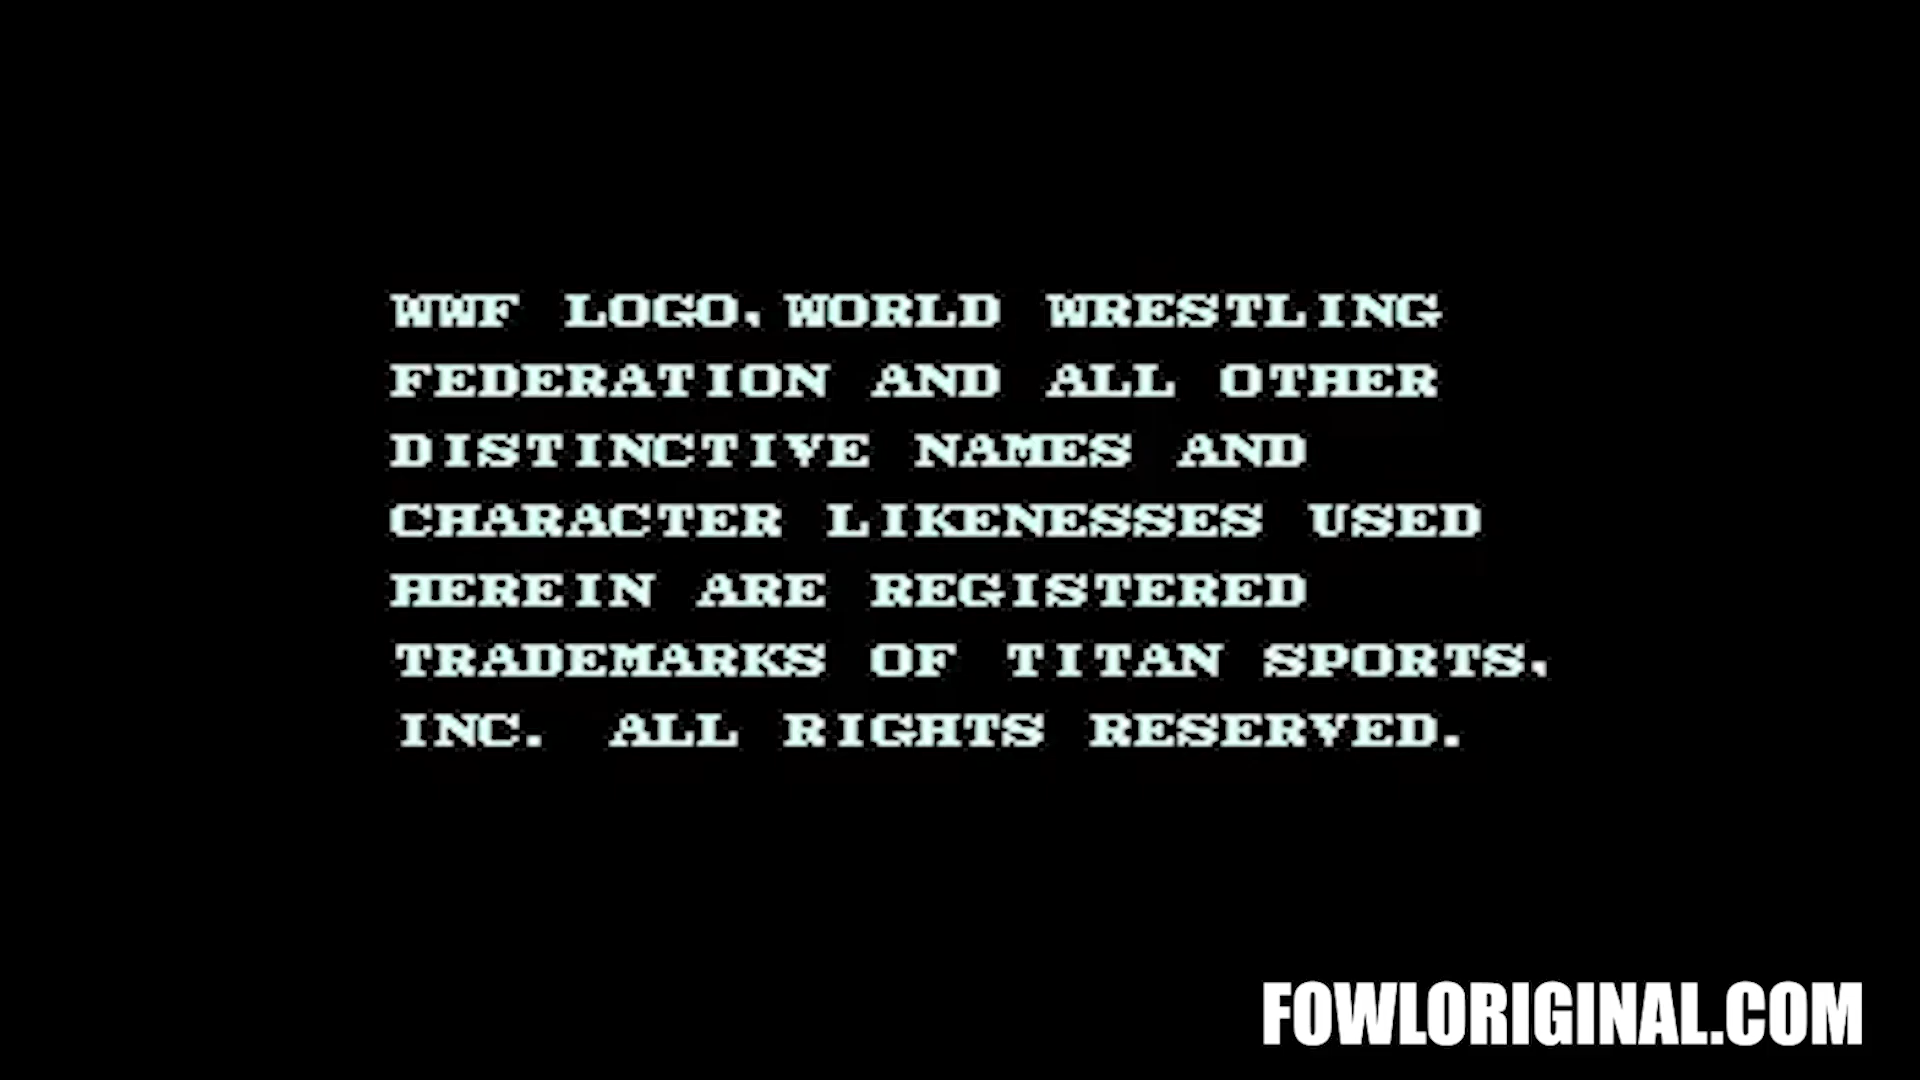 WWF LOGO, WORLD WRESTLING
FEDERATION AND ALL OTHER
DISTINCTIVE NAMES AND
CHARACTER LIKENESSES USED
HEREIN ARE REGISTERED
TRADEMARKS OF TITAN SPORTS,
INC. ALL RIGHTS RESERVED.
FOWLORIGINAL.COM